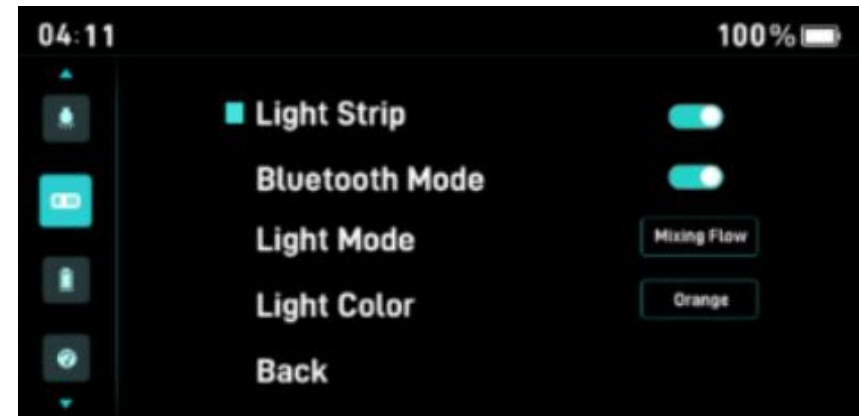 04:11 100%
Light Strip
Bluetooth Mode
Light Mode Mixing Flow
Light Color Orange
Back